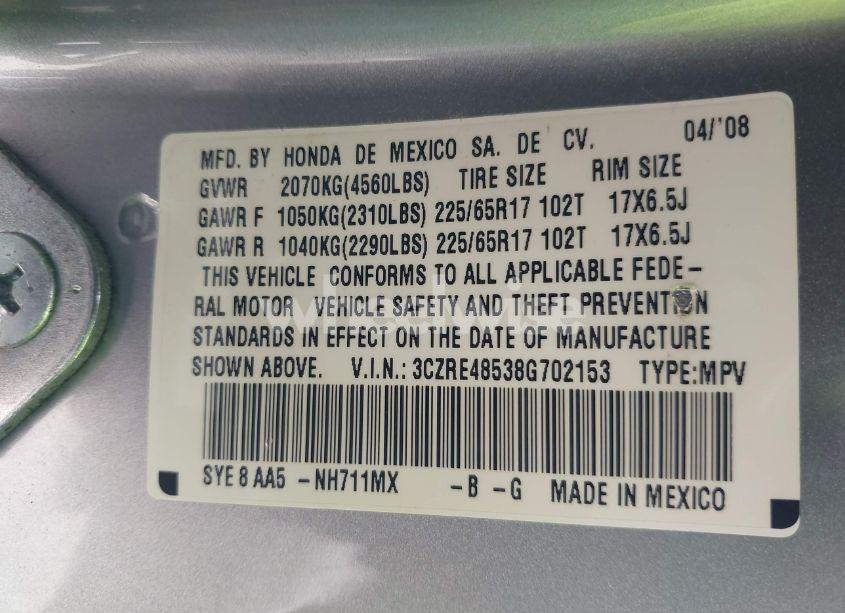 MFD. BY HONDA DE MEXICO SA. DE CV. 04/'08
GVWR 2070KG(4560LBS) TIRE SIZE RIM SIZE
GAWR F 1050KG(2310LBS) 225/65R17 102T 17X6.5J
GAWR R 1040KG(2290LBS) 225/65R17 102T 17X6.5J
THIS VEHICLE CONFORMS TO ALL APPLICABLE FEDE-
RAL MOTOR VEHICLE SAFETY AND THEFT PREVENTION
STANDARDS IN EFFECT ON THE DATE OF MANUFACTURE
SHOWN ABOVE. V.I.N.: 3CZRE48538G702153 TYPE:MPV
SYE 8 AA5 -NH711MX -B -G MADE IN MEXICO